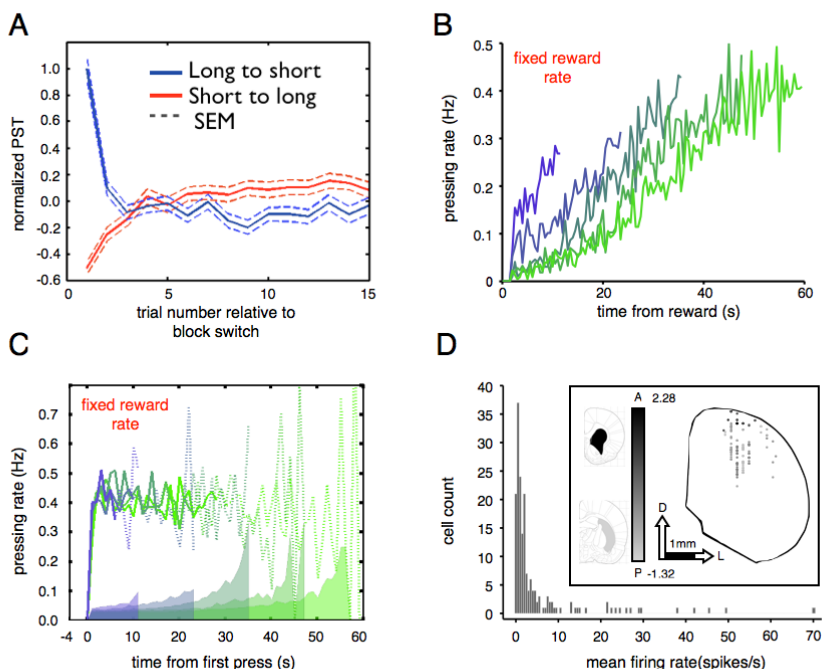 A
normalized PST
1.0
0.8
0.6
0.4
0.2
0.0
-0.2
-0.4
-0.6
Long to short
Short to long
SEM
0 5 10 15
trial number relative to
block switch
B
pressing rate (Hz)
0.5
0.4
0.3
0.2
0.1
0
fixed reward
rate
0 20 40 60
time from reward (s)
C
pressing rate (Hz)
0.7
0.6
0.5
0.4
0.3
0.2
0.1
0.0
fixed reward
rate
-4 0 10 20 30 40 50 60
time from first press (s)
D
cell count
40
35
30
25
20
15
10
5
0
A 2.28
P -1.32
D
1mm
L
0 10 20 30 40 50 60 70
mean firing rate(spikes/s)